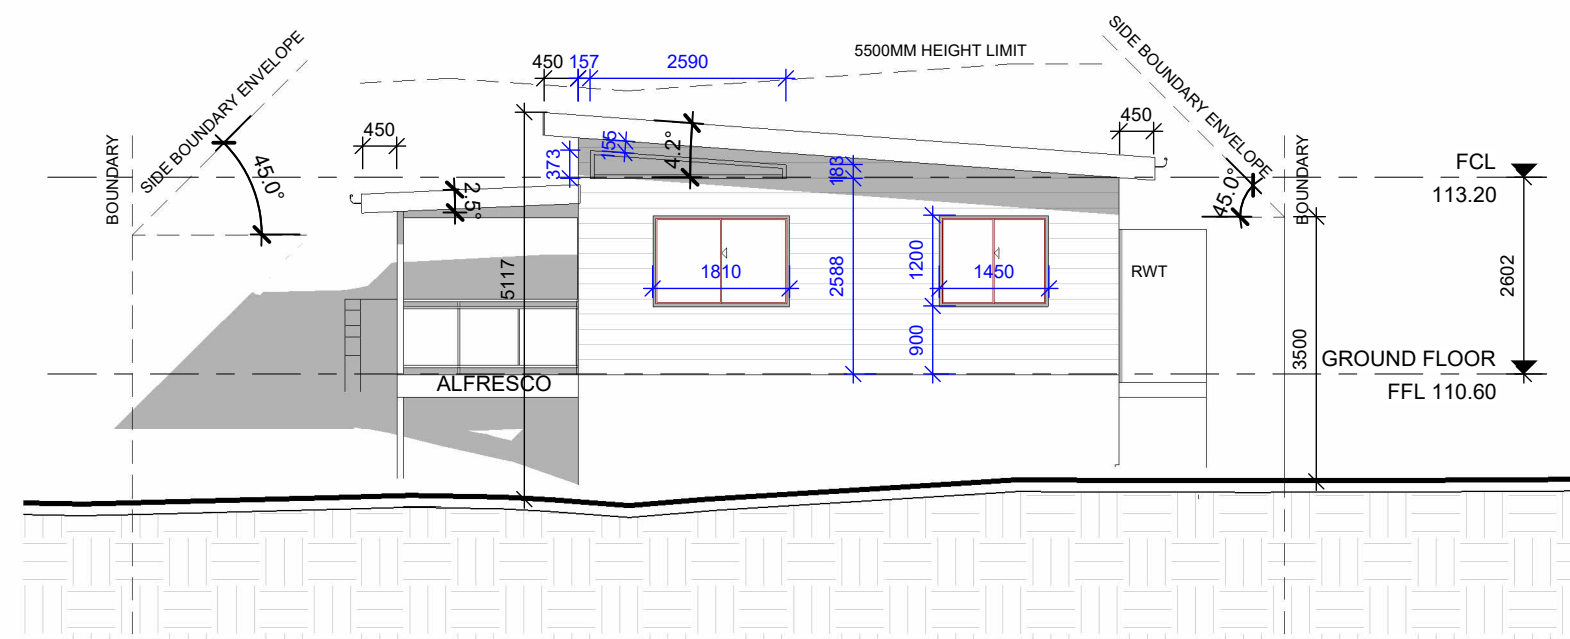 SIDE BOUNDARY ENVELOPE
SIDE BOUNDARY ENVELOPE
5500MM HEIGHT LIMIT
450
157
2590
450
450
BOUNDARY
45.0°
155
373
4.2°
183
2.5°
45.0°
BOUNDARY
FCL
113.20
5117
1810
2588
1200
1450
RWT
2602
900
3500
GROUND FLOOR
ALFRESCO
FFL 110.60